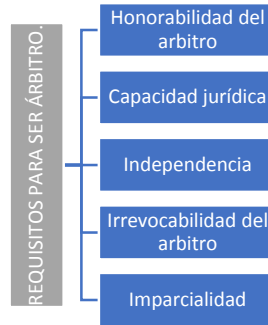 REQUISITOS PARA SER ÁRBITRO.
Honorabilidad del
arbitro
Capacidad jurídica
Independencia
Irrevocabilidad del
arbitro
Imparcialidad